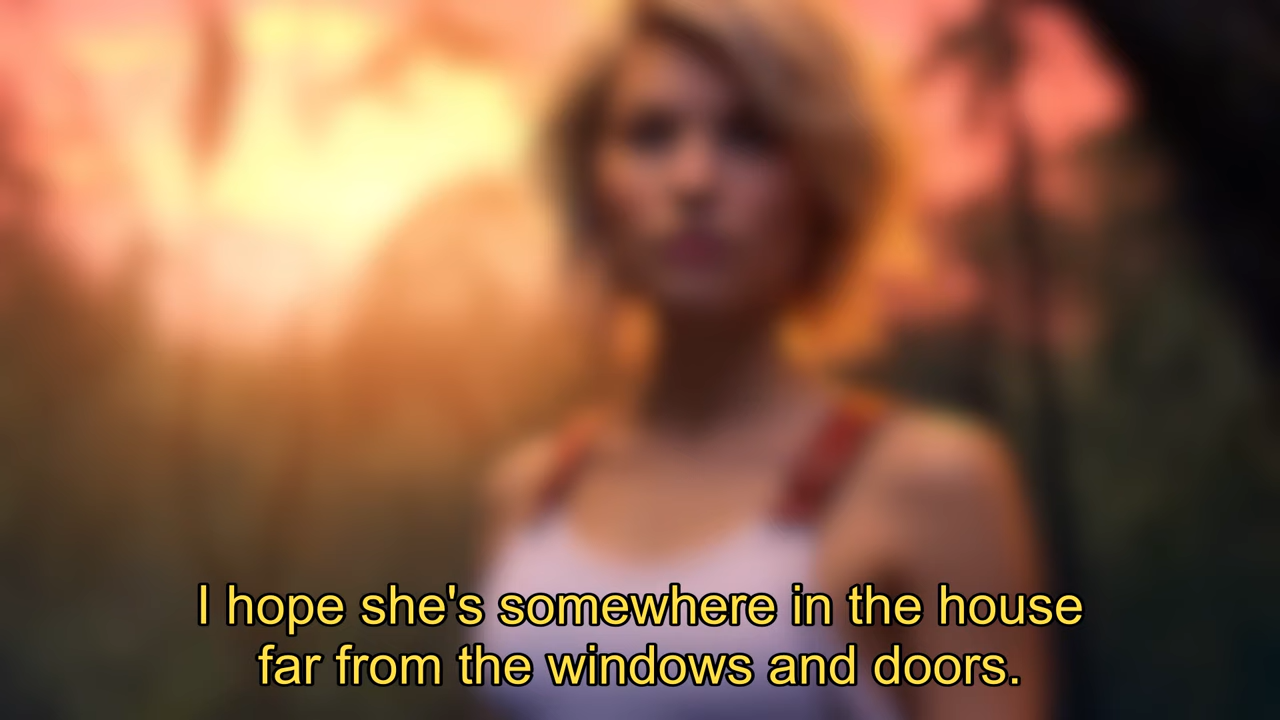 I hope she's somewhere in the house
far from the windows and doors.